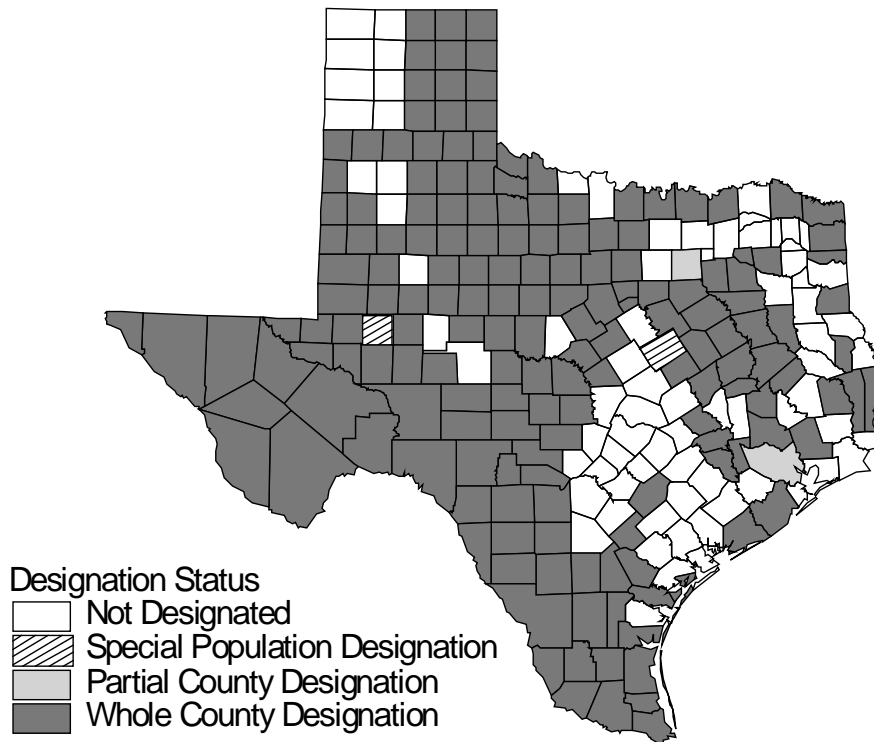 Designation Status
Not Designated
Special Population Designation
Partial County Designation
Whole County Designation